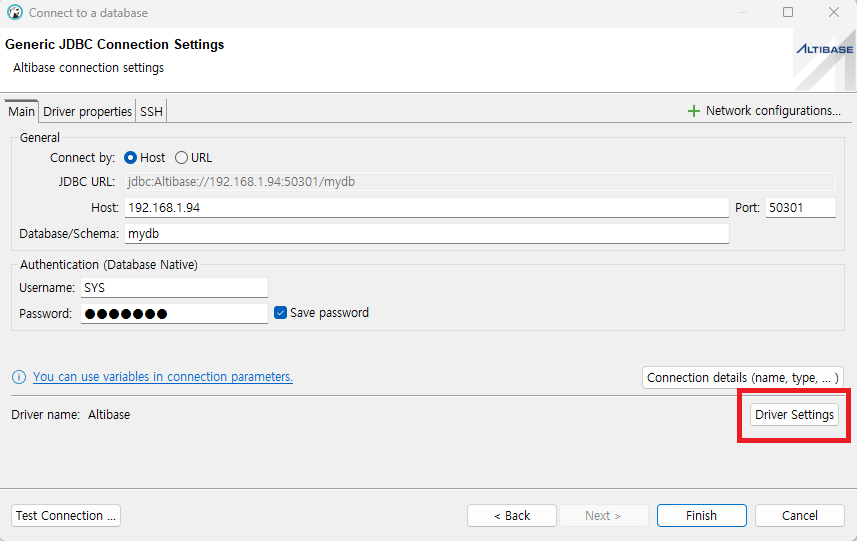 Connect to a database
Generic JDBC Connection Settings
Altibase connection settings
ALTIBASE
Main Driver properties SSH Network configurations...
General
Connect by: Host URL
JDBC URL: jdbc:Altibase://192.168.1.94:50301/mydb
Host: 192.168.1.94 Port: 50301
Database/Schema: mydb
Authentication (Database Native)
Username: SYS
Password: ●●●●●●● Save password
You can use variables in connection parameters.
Connection details (name, type, ... )
Driver name: Altibase Driver Settings
Test Connection ... < Back Next > Finish Cancel